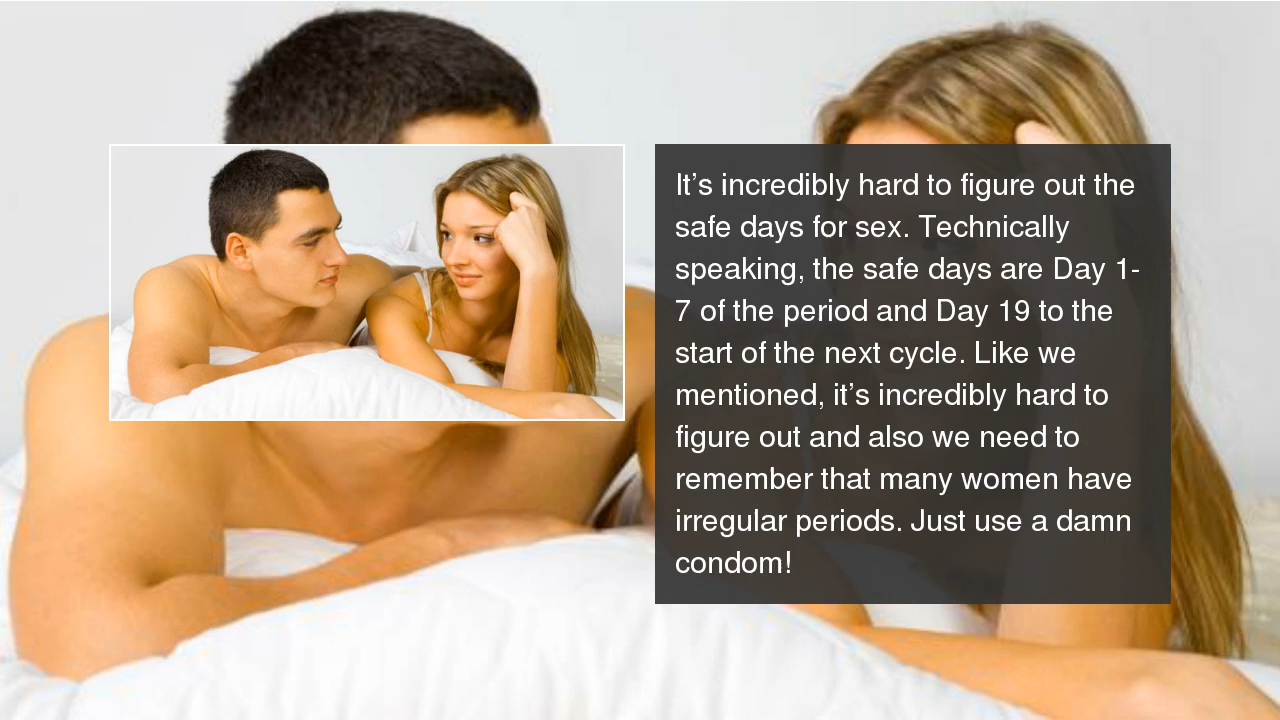 It’s incredibly hard to figure out the
safe days for sex. Technically
speaking, the safe days are Day 1-
7 of the period and Day 19 to the
start of the next cycle. Like we
mentioned, it’s incredibly hard to
figure out and also we need to
remember that many women have
irregular periods. Just use a damn
condom!